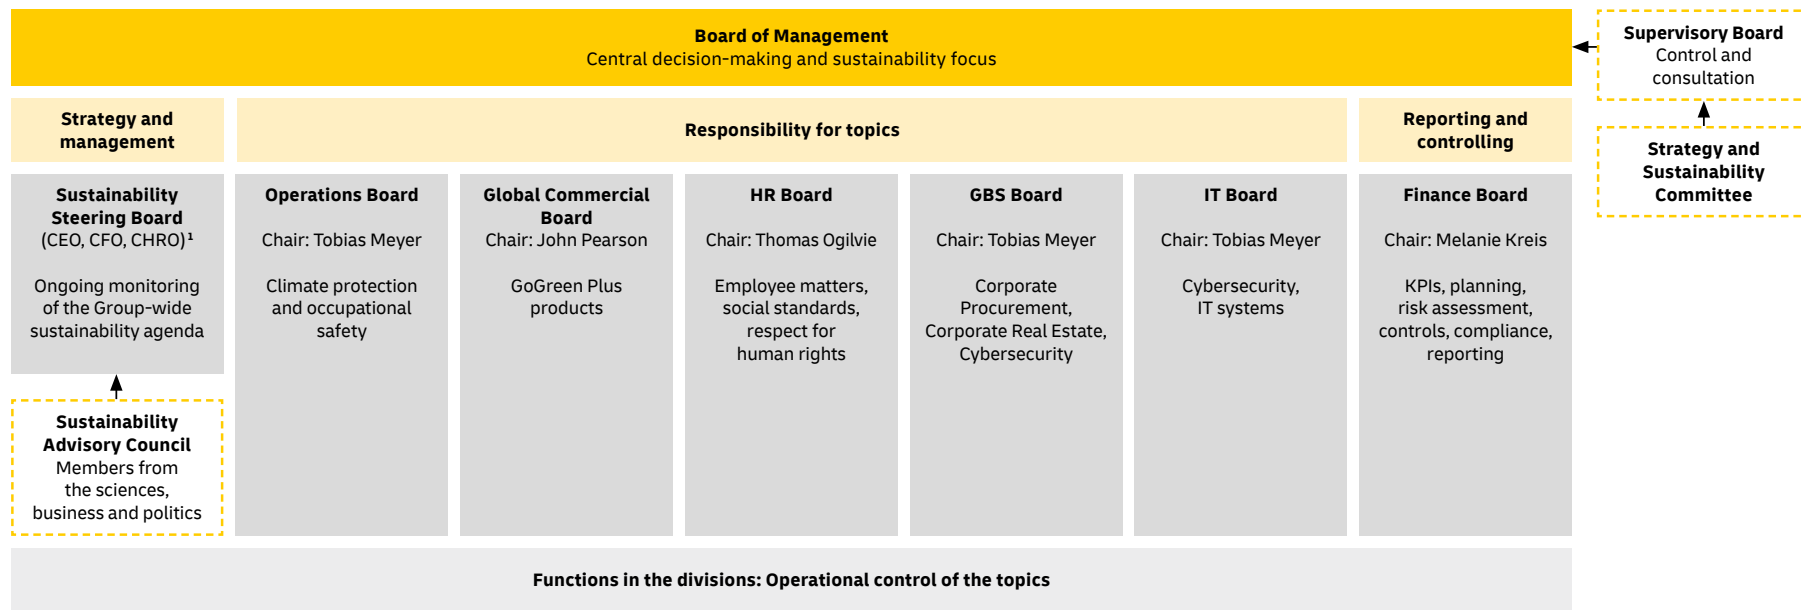 Board of Management
Central decision-making and sustainability focus
Supervisory Board
Control and
consultation
Strategy and
management
Responsibility for topics
Reporting and
controlling
Strategy and
Sustainability
Committee
Sustainability
Steering Board
(CEO, CFO, CHRO)¹
Ongoing monitoring
of the Group-wide
sustainability agenda
Operations Board
Chair: Tobias Meyer
Climate protection
and occupational
safety
Global Commercial
Board
Chair: John Pearson
GoGreen Plus
products
HR Board
Chair: Thomas Ogilvie
Employee matters,
social standards,
respect for
human rights
GBS Board
Chair: Tobias Meyer
Corporate
Procurement,
Corporate Real Estate,
Cybersecurity
IT Board
Chair: Tobias Meyer
Cybersecurity,
IT systems
Finance Board
Chair: Melanie Kreis
KPIs, planning,
risk assessment,
controls, compliance,
reporting
Sustainability
Advisory Council
Members from
the sciences,
business and politics
Functions in the divisions: Operational control of the topics